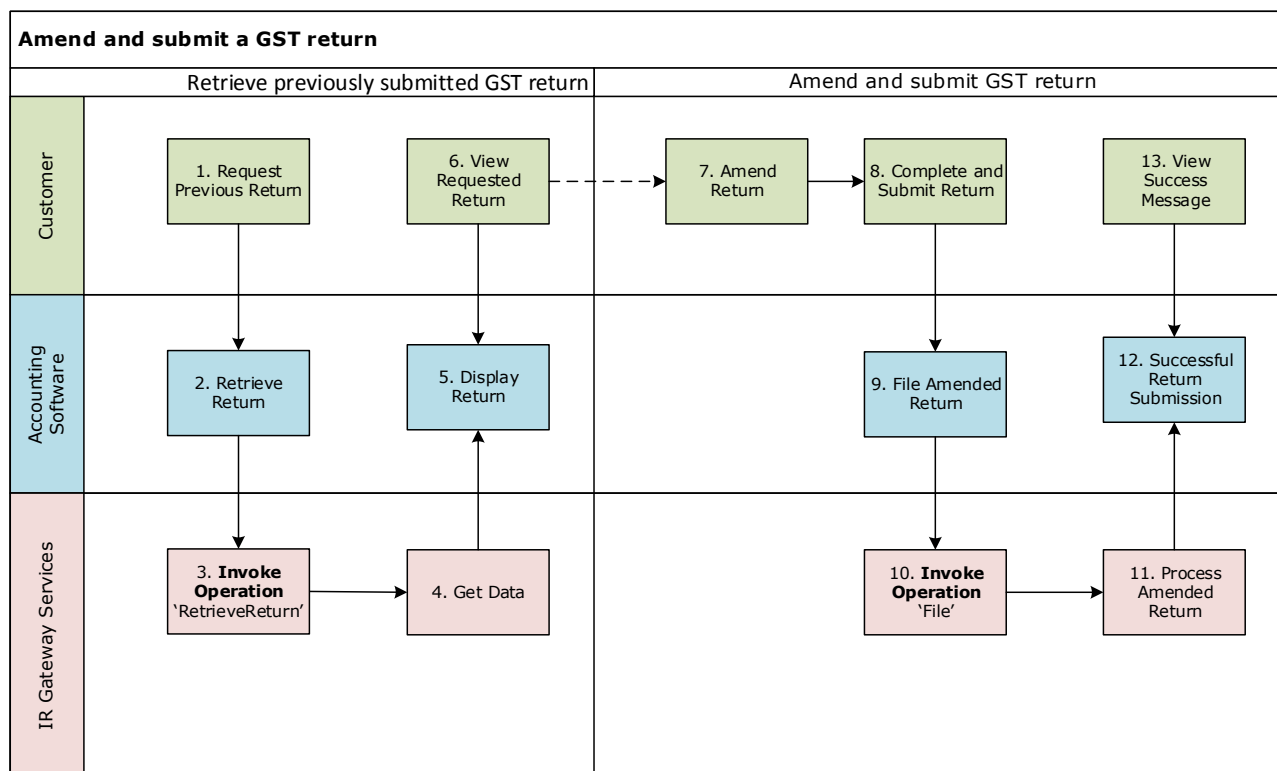 Amend and submit a GST return
Retrieve previously submitted GST return
Amend and submit GST return
Customer
1. Request
Previous Return
6. View
Requested
Return
7. Amend
Return
8. Complete and
Submit Return
13. View
Success
Message
Accounting
Software
2. Retrieve
Return
5. Display
Return
9. File Amended
Return
12. Successful
Return
Submission
IR Gateway Services
3. Invoke
Operation
‘RetrieveReturn’
4. Get Data
10. Invoke
Operation
‘File’
11. Process
Amended
Return